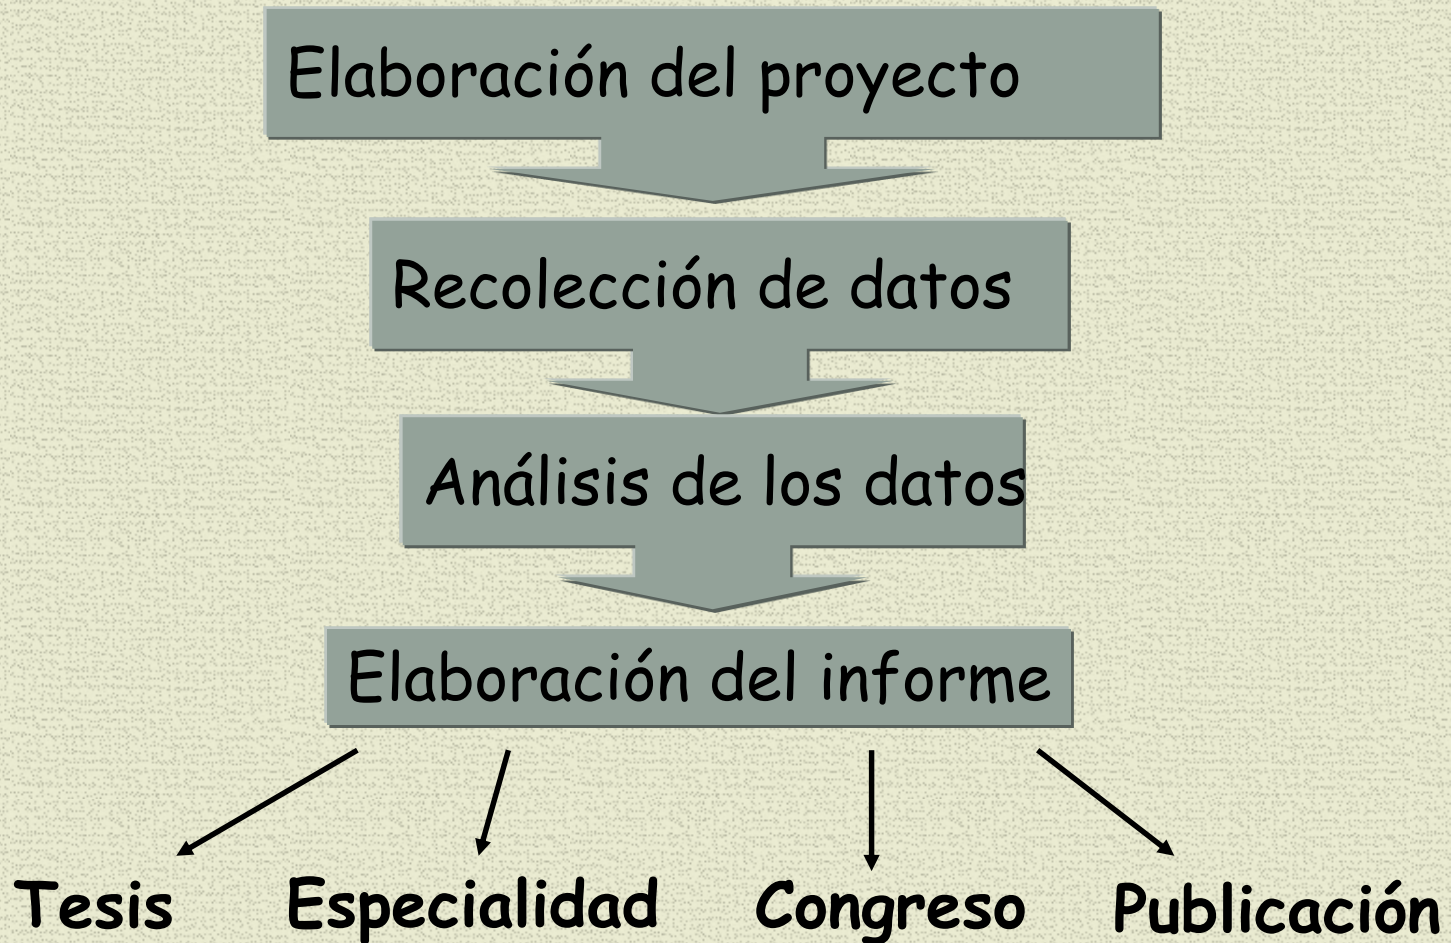 Elaboración del proyecto
Recolección de datos
Análisis de los datos
Elaboración del informe
Tesis Especialidad Congreso Publicación